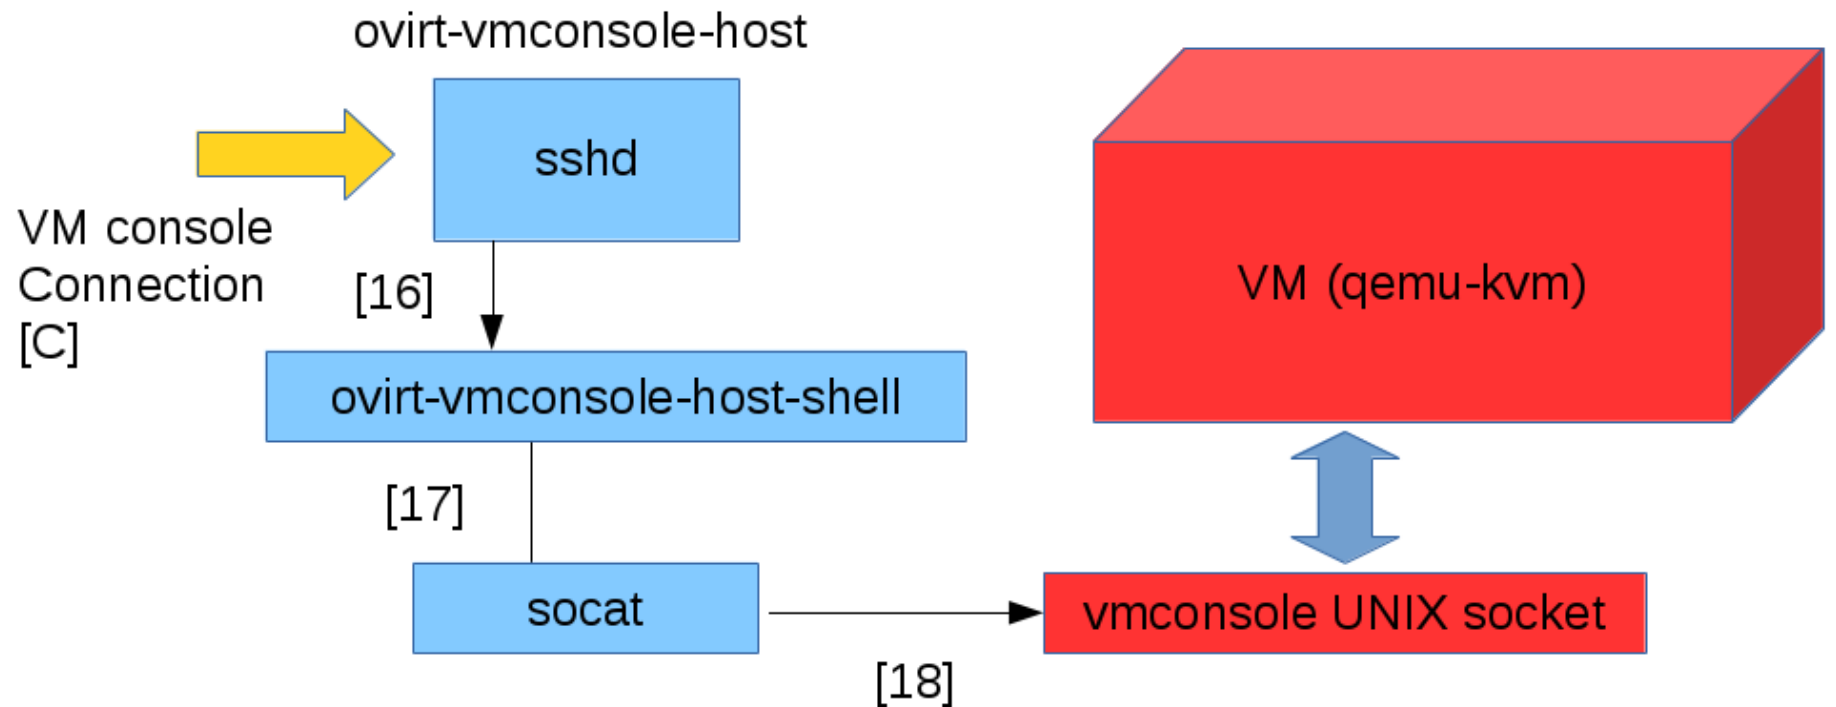 ovirt-vmconsole-host
sshd
VM console
Connection
[C]
[16]
VM (qemu-kvm)
ovirt-vmconsole-host-shell
[17]
socat
vmconsole UNIX socket
[18]